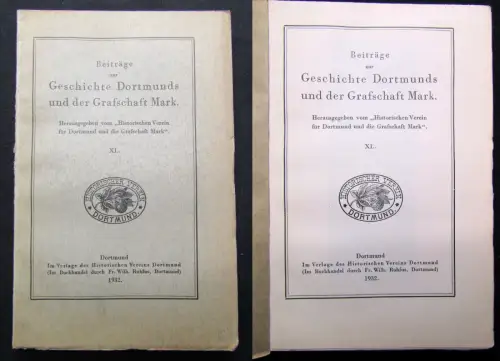 Beiträge
zur
Geschichte Dortmunds
und der Grafschaft Mark.
Herausgegeben vom „Historischen Verein
für Dortmund und die Grafschaft Mark".
XL.
HISTORISCHER VEREIN
DORTMUND.
Dortmund
Im Verlage des Historischen Vereins Dortmund
(Im Buchhandel durch Fr. Wilh. Ruhfus, Dortmund)
1932.
Beiträge
zur
Geschichte Dortmunds
und der Grafschaft Mark.
Herausgegeben vom „Historischen Verein
für Dortmund und die Grafschaft Mark".
XL.
HISTORISCHER VEREIN
DORTMUND.
Dortmund
Im Verlage des Historischen Vereins Dortmund
(Im Buchhandel durch Fr. Wilh. Ruhfus, Dortmund)
1932.